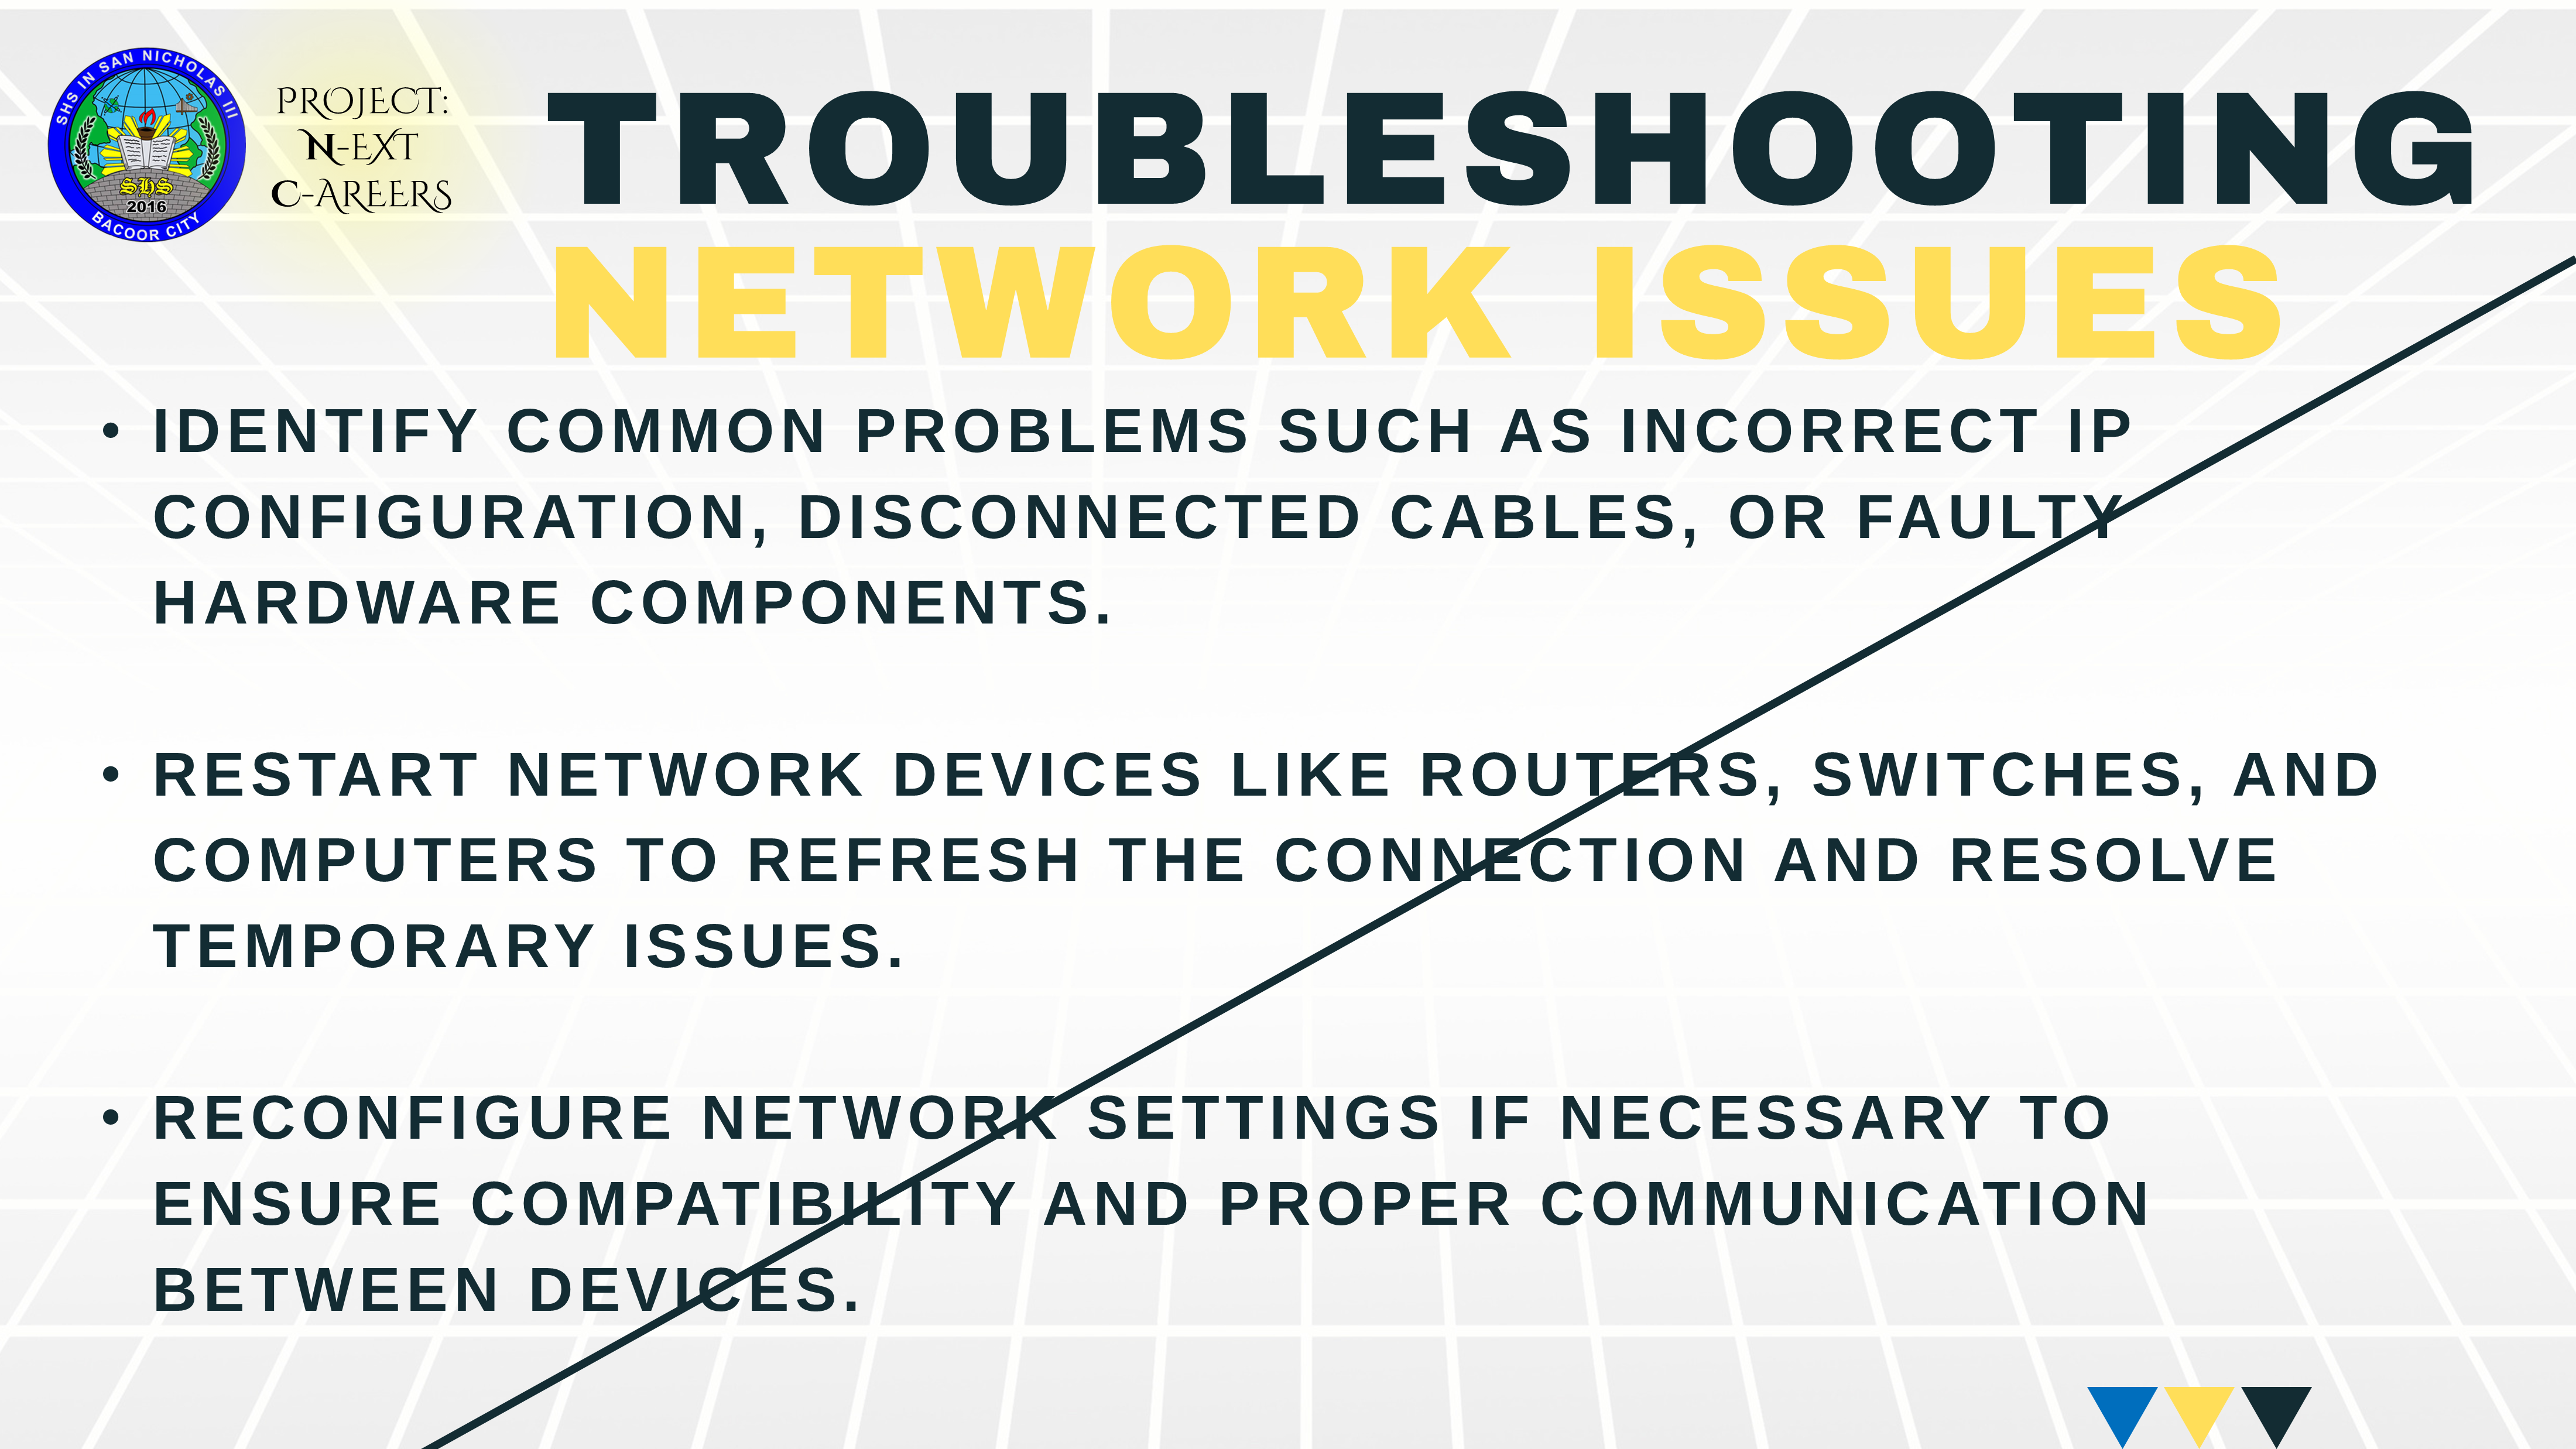 SHS IN SAN NICHOLAS III
SHS
2016
BACOOR CITY
PROJECT:
N-EXT
C-AREERS
TROUBLESHOOTING
NETWORK ISSUES
• IDENTIFY COMMON PROBLEMS SUCH AS INCORRECT IP
CONFIGURATION, DISCONNECTED CABLES, OR FAULTY
HARDWARE COMPONENTS.
• RESTART NETWORK DEVICES LIKE ROUTERS, SWITCHES, AND
COMPUTERS TO REFRESH THE CONNECTION AND RESOLVE
TEMPORARY ISSUES.
• RECONFIGURE NETWORK SETTINGS IF NECESSARY TO
ENSURE COMPATIBILITY AND PROPER COMMUNICATION
BETWEEN DEVICES.